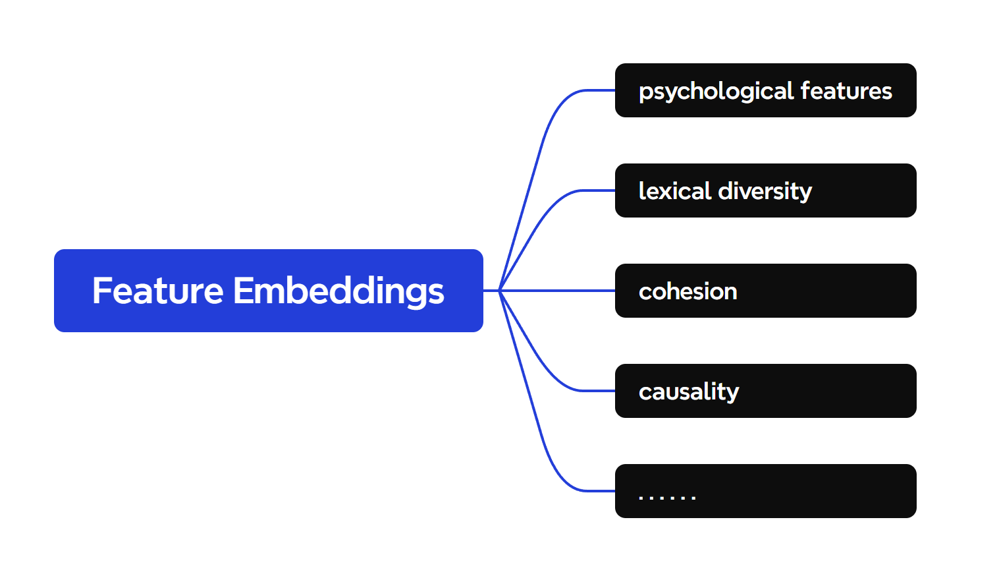 Feature Embeddings
psychological features
lexical diversity
cohesion
causality
......